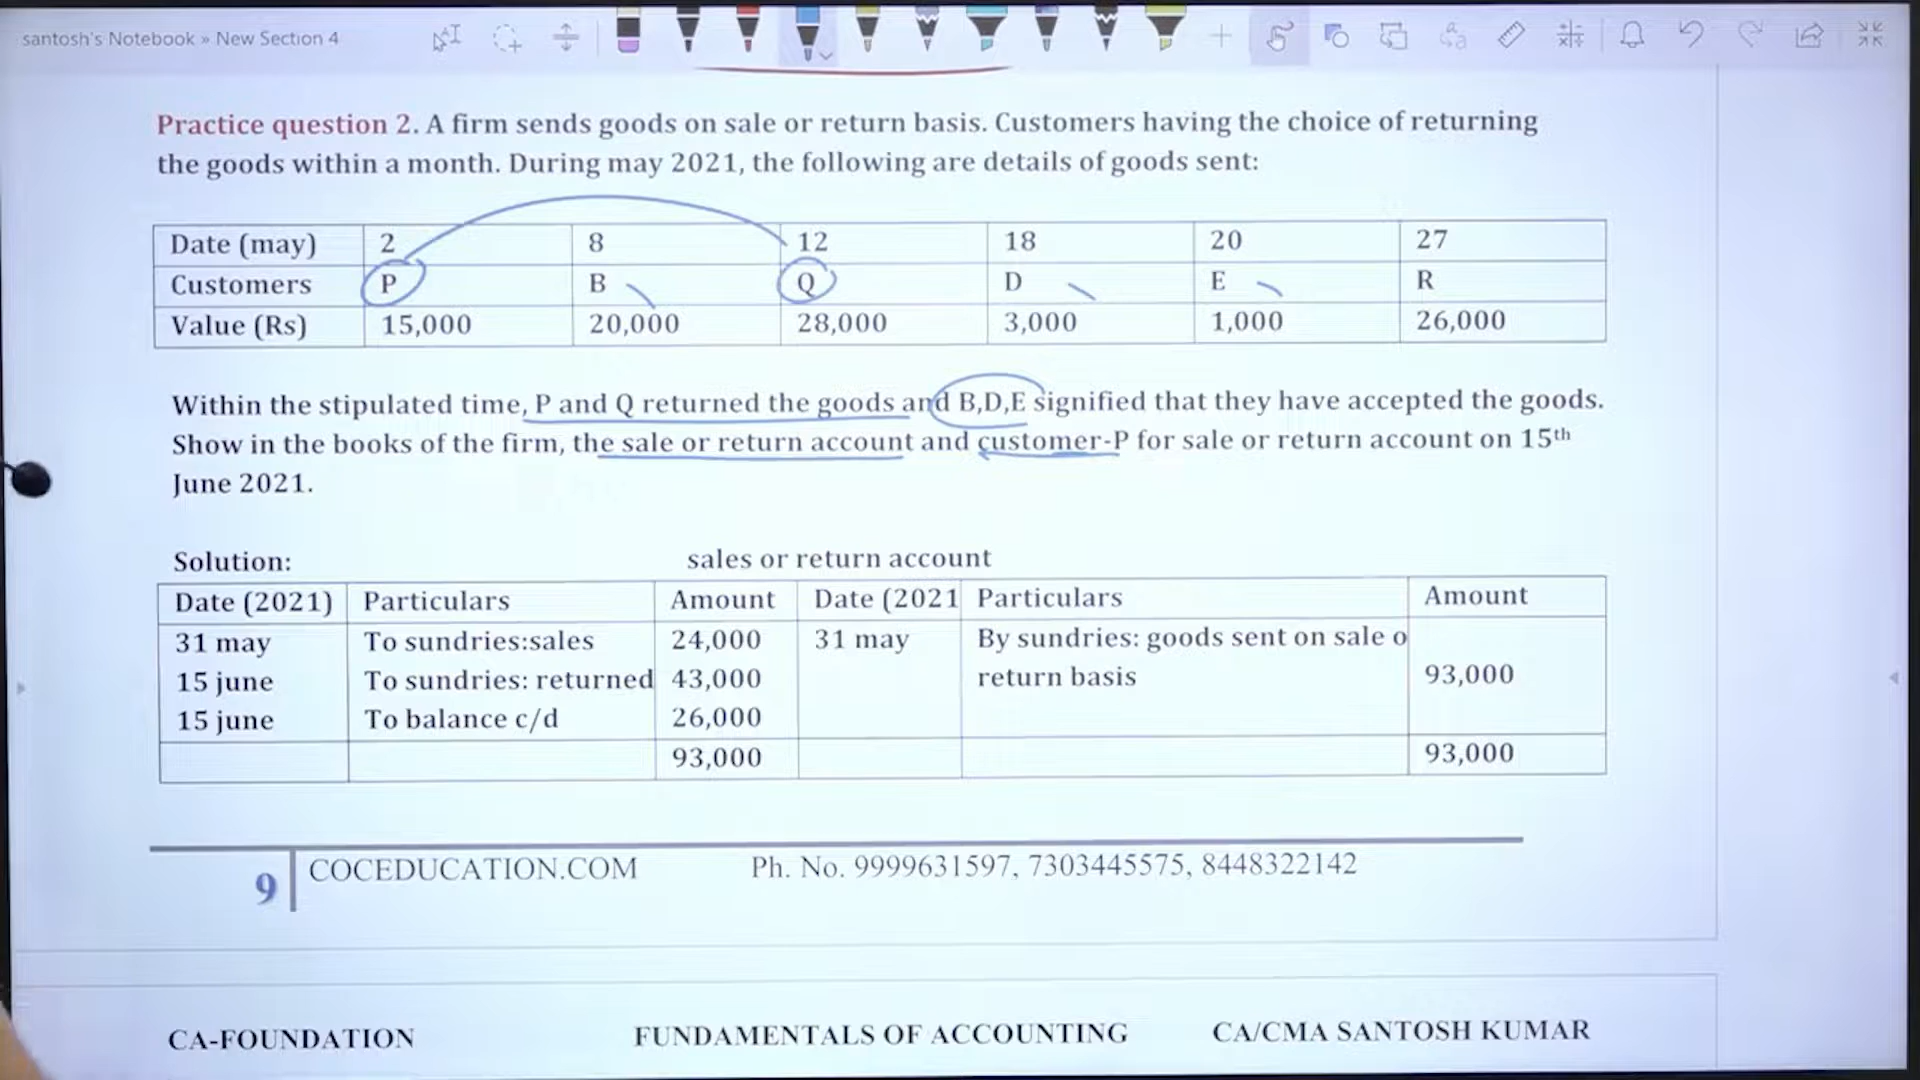 santosh's Notebook » New Section 4
Practice question 2. A firm sends goods on sale or return basis. Customers having the choice of returning
the goods within a month. During may 2021, the following are details of goods sent:
Date (may) 2 8 12 18 20 27
Customers P B Q D E R
Value (Rs) 15,000 20,000 28,000 3,000 1,000 26,000
Within the stipulated time, P and Q returned the goods and B,D,E signified that they have accepted the goods.
Show in the books of the firm, the sale or return account and customer-P for sale or return account on 15th
June 2021.
Solution: sales or return account
Date (2021) Particulars Amount Date (2021 Particulars Amount
31 may To sundries:sales 24,000 31 may By sundries: goods sent on sale o
15 june To sundries: returned 43,000 return basis 93,000
15 june To balance c/d 26,000
93,000 93,000
9 COCEDUCATION.COM Ph. No. 9999631597, 7303445575, 8448322142
CA-FOUNDATION FUNDAMENTALS OF ACCOUNTING CA/CMA SANTOSH KUMAR